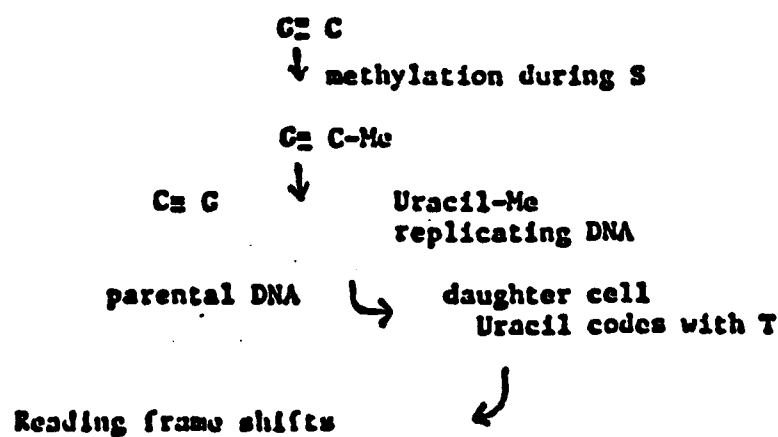 G≡ C
methylation during S
G≡ C-Me
C≡ G
Uracil-Me
replicating DNA
parental DNA
daughter cell
Uracil codes with T
Reading frame shifts